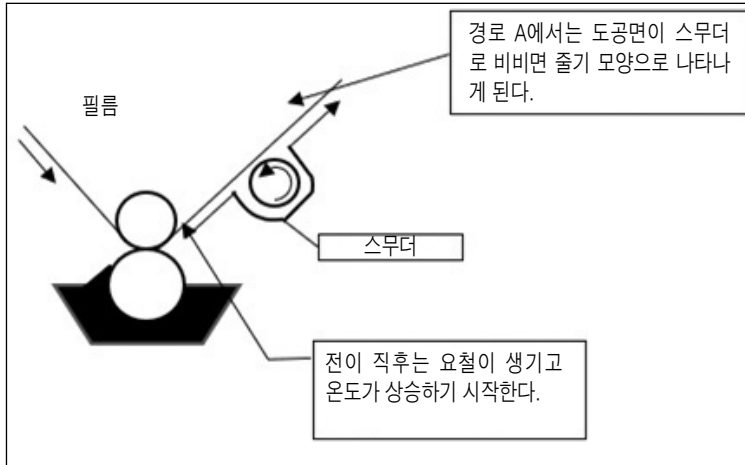 경로 A에서는 도공면이 스무더
로 비비면 줄기 모양으로 나타나
게 된다.
필름
스무더
전이 직후는 요철이 생기고
온도가 상승하기 시작한다.